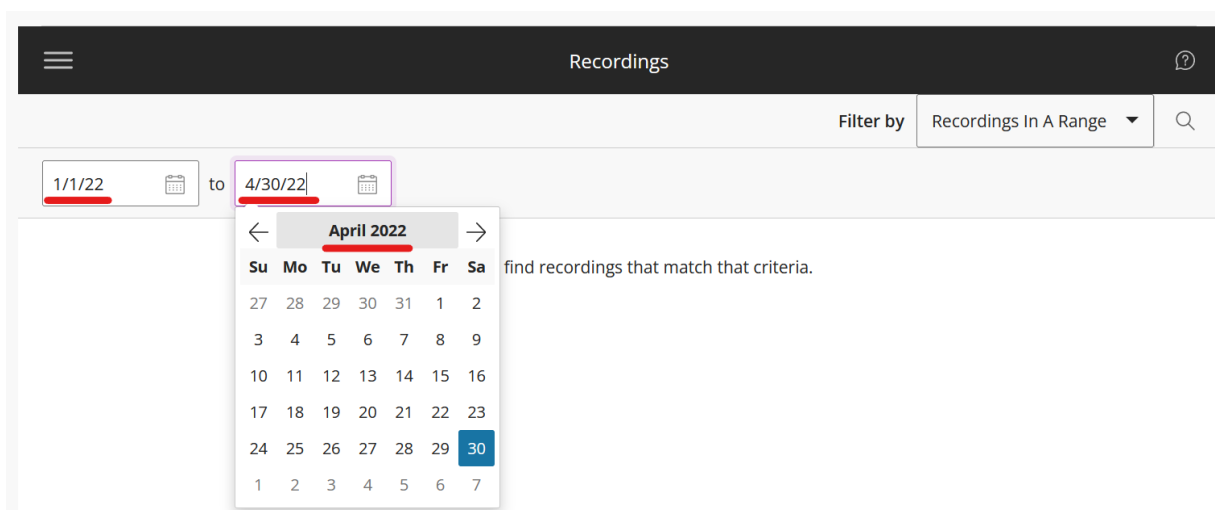 Recordings
Filter by Recordings In A Range
1/1/22 to 4/30/22
April 2022
Su Mo Tu We Th Fr Sa
find recordings that match that criteria.
27 28 29 30 31 1 2
3 4 5 6 7 8 9
10 11 12 13 14 15 16
17 18 19 20 21 22 23
24 25 26 27 28 29 30
1 2 3 4 5 6 7